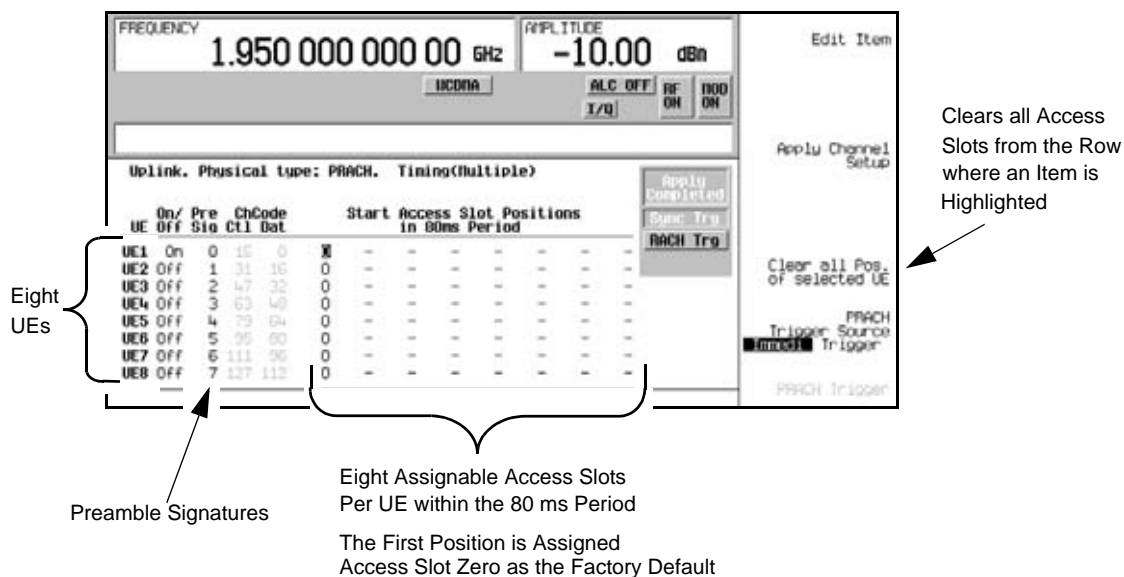 FREQUENCY
1.950 000 000 00 GHz
AMPLITUDE
-10.00 dBm
WCDMA
ALC OFF
I/Q
RF ON
MOD ON
Edit Item
Apply Channel
Setup
Clear all Pos.
of selected UE
PRACH
Trigger Source
Immedi Trigger
PRACH Trigger
Uplink. Physical type: PRACH. Timing(Multiple)
Apply
Completed
Sync Trg
RACH Trg
On/ Pre ChCode Start Access Slot Positions
UE Off Sig Ctl Dat in 80ms Period
UE1 On 0 15 0 0 - - - - - - -
UE2 Off 1 31 16 0 - - - - - - -
UE3 Off 2 47 32 0 - - - - - - -
UE4 Off 3 63 48 0 - - - - - - -
UE5 Off 4 79 64 0 - - - - - - -
UE6 Off 5 95 80 0 - - - - - - -
UE7 Off 6 111 96 0 - - - - - - -
UE8 Off 7 127 112 0 - - - - - - -
Clears all Access
Slots from the Row
where an Item is
Highlighted
Eight
UEs
Preamble Signatures
Eight Assignable Access Slots
Per UE within the 80 ms Period
The First Position is Assigned
Access Slot Zero as the Factory Default